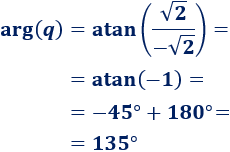 arg(q) = atan(√2/−√2) =
= atan(−1) =
= −45° + 180° =
= 135°